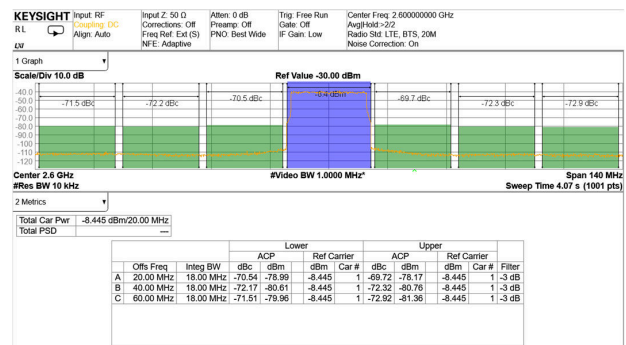 KEYSIGHT Input: RF Input Z: 50 Ω Atten: 0 dB Trig: Free Run Center Freq: 2.600000000 GHz
RL Coupling: DC Corrections: Off Preamp: Off Gate: Off Avg|Hold:>2/2
Align: Auto Freq Ref: Ext (S) PNO: Best Wide IF Gain: Low Radio Std: LTE, BTS, 20M
LXI NFE: Adaptive Noise Correction: On
1 Graph
Scale/Div 10.0 dB Ref Value -30.00 dBm
-40.0
-50.0 -71.5 dBc -72.2 dBc -70.5 dBc -69.7 dBc -72.3 dBc -72.9 dBc
-60.0
-70.0
-80.0
-90.0
-100
-110
-120
Center 2.6 GHz #Video BW 1.0000 MHz* Span 140 MHz
#Res BW 10 kHz Sweep Time 4.07 s (1001 pts)
2 Metrics
Total Car Pwr -8.445 dBm/20.00 MHz
Total PSD —
Lower Upper
ACP Ref Carrier ACP Ref Carrier
Offs Freq Integ BW dBc dBm dBm Car # dBc dBm dBm Car # Filter
A 20.00 MHz 18.00 MHz -70.54 -78.99 -8.445 1 -69.72 -78.17 -8.445 1 -3 dB
B 40.00 MHz 18.00 MHz -72.17 -80.61 -8.445 1 -72.32 -80.76 -8.445 1 -3 dB
C 60.00 MHz 18.00 MHz -71.51 -79.96 -8.445 1 -72.92 -81.36 -8.445 1 -3 dB